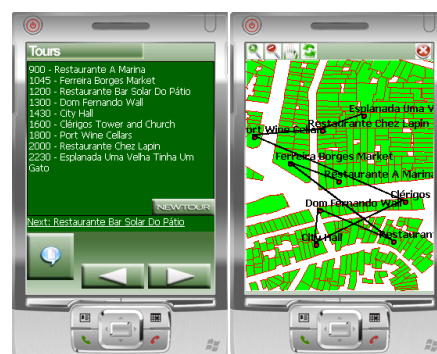 Tours
900 - Restaurante A Marina
1045 - Ferreira Borges Market
1200 - Restaurante Bar Solar Do Pátio
1300 - Dom Fernando Wall
1430 - City Hall
1600 - Clérigos Tower and Church
1800 - Port Wine Cellars
2000 - Restaurante Chez Lapin
2230 - Esplanada Uma Velha Tinha Um
Gato
NEWTOUR
Next: Restaurante Bar Solar Do Pátio
Esplanada Uma V
Restaurante Chez Lapin
ort Wine Cellars
Ferreira Borges Market
Restaurante A Marina
Clérigos
Dom Fernando Wall
City Hall
Restauran